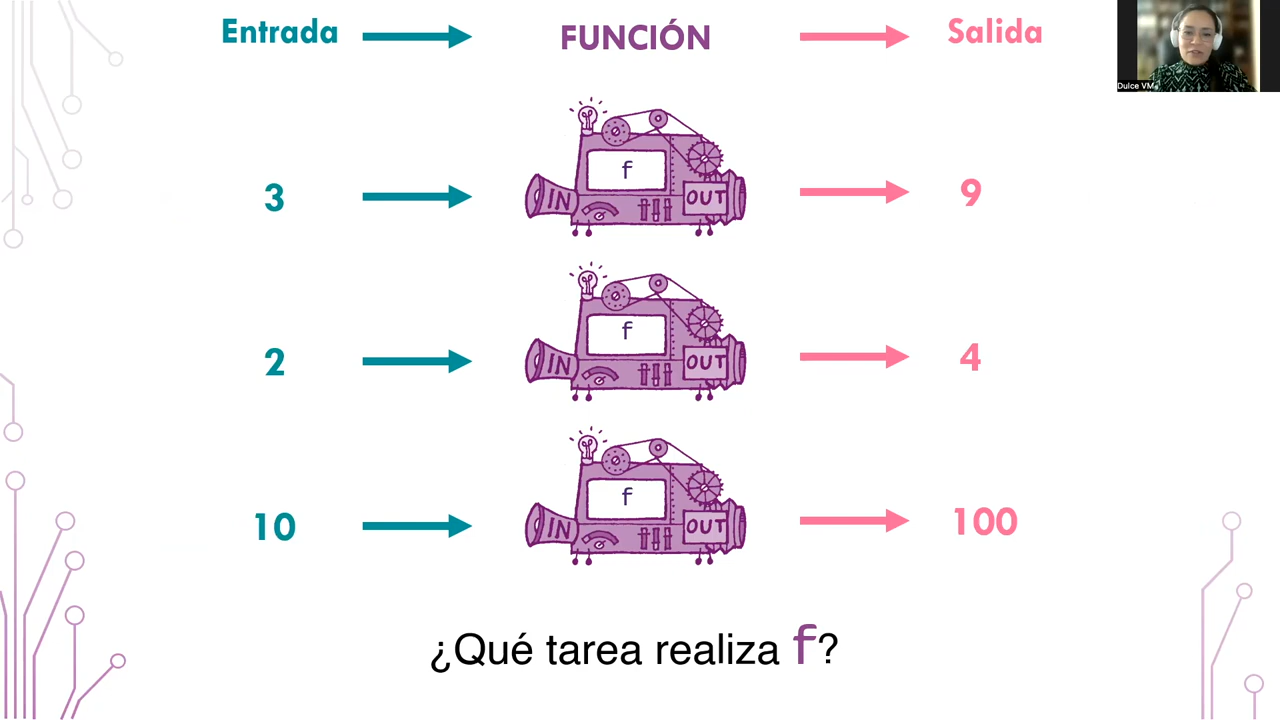 Entrada FUNCIÓN Salida
Dulce VM
f
3 IN OUT 9
f
2 IN OUT 4
f
10 IN OUT 100
¿Qué tarea realiza f?